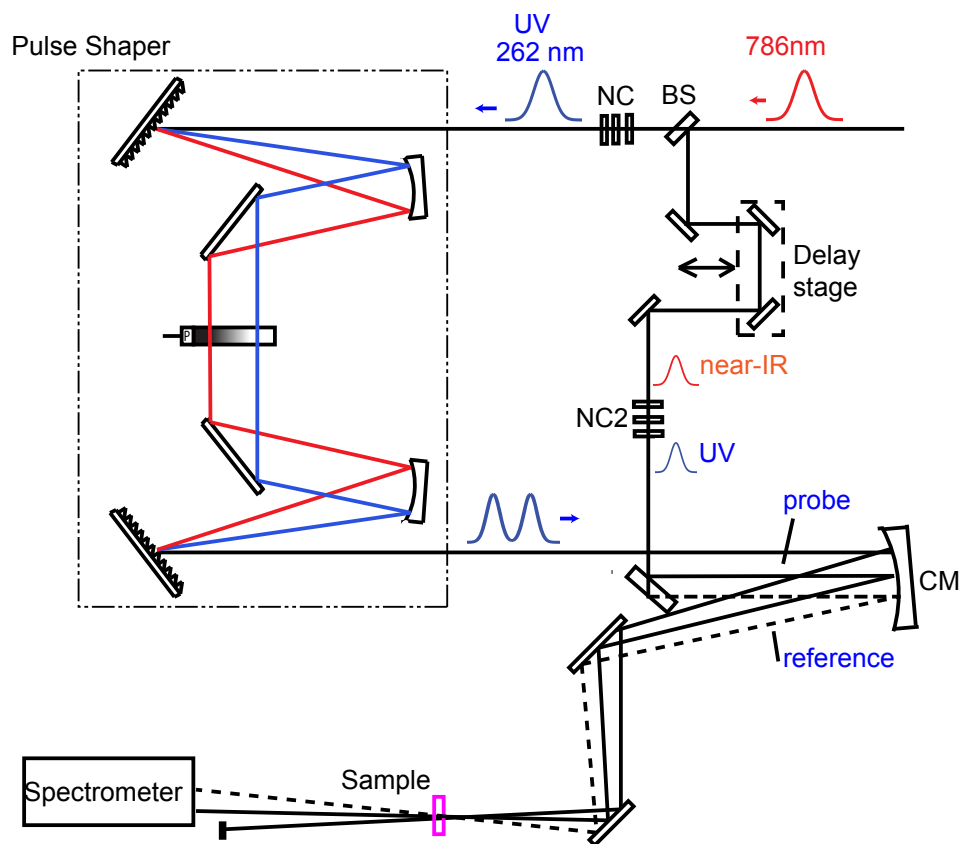 Pulse Shaper
UV
262 nm
NC
BS
786nm
Delay
stage
P
near-IR
NC2
UV
probe
CM
reference
Sample
Spectrometer